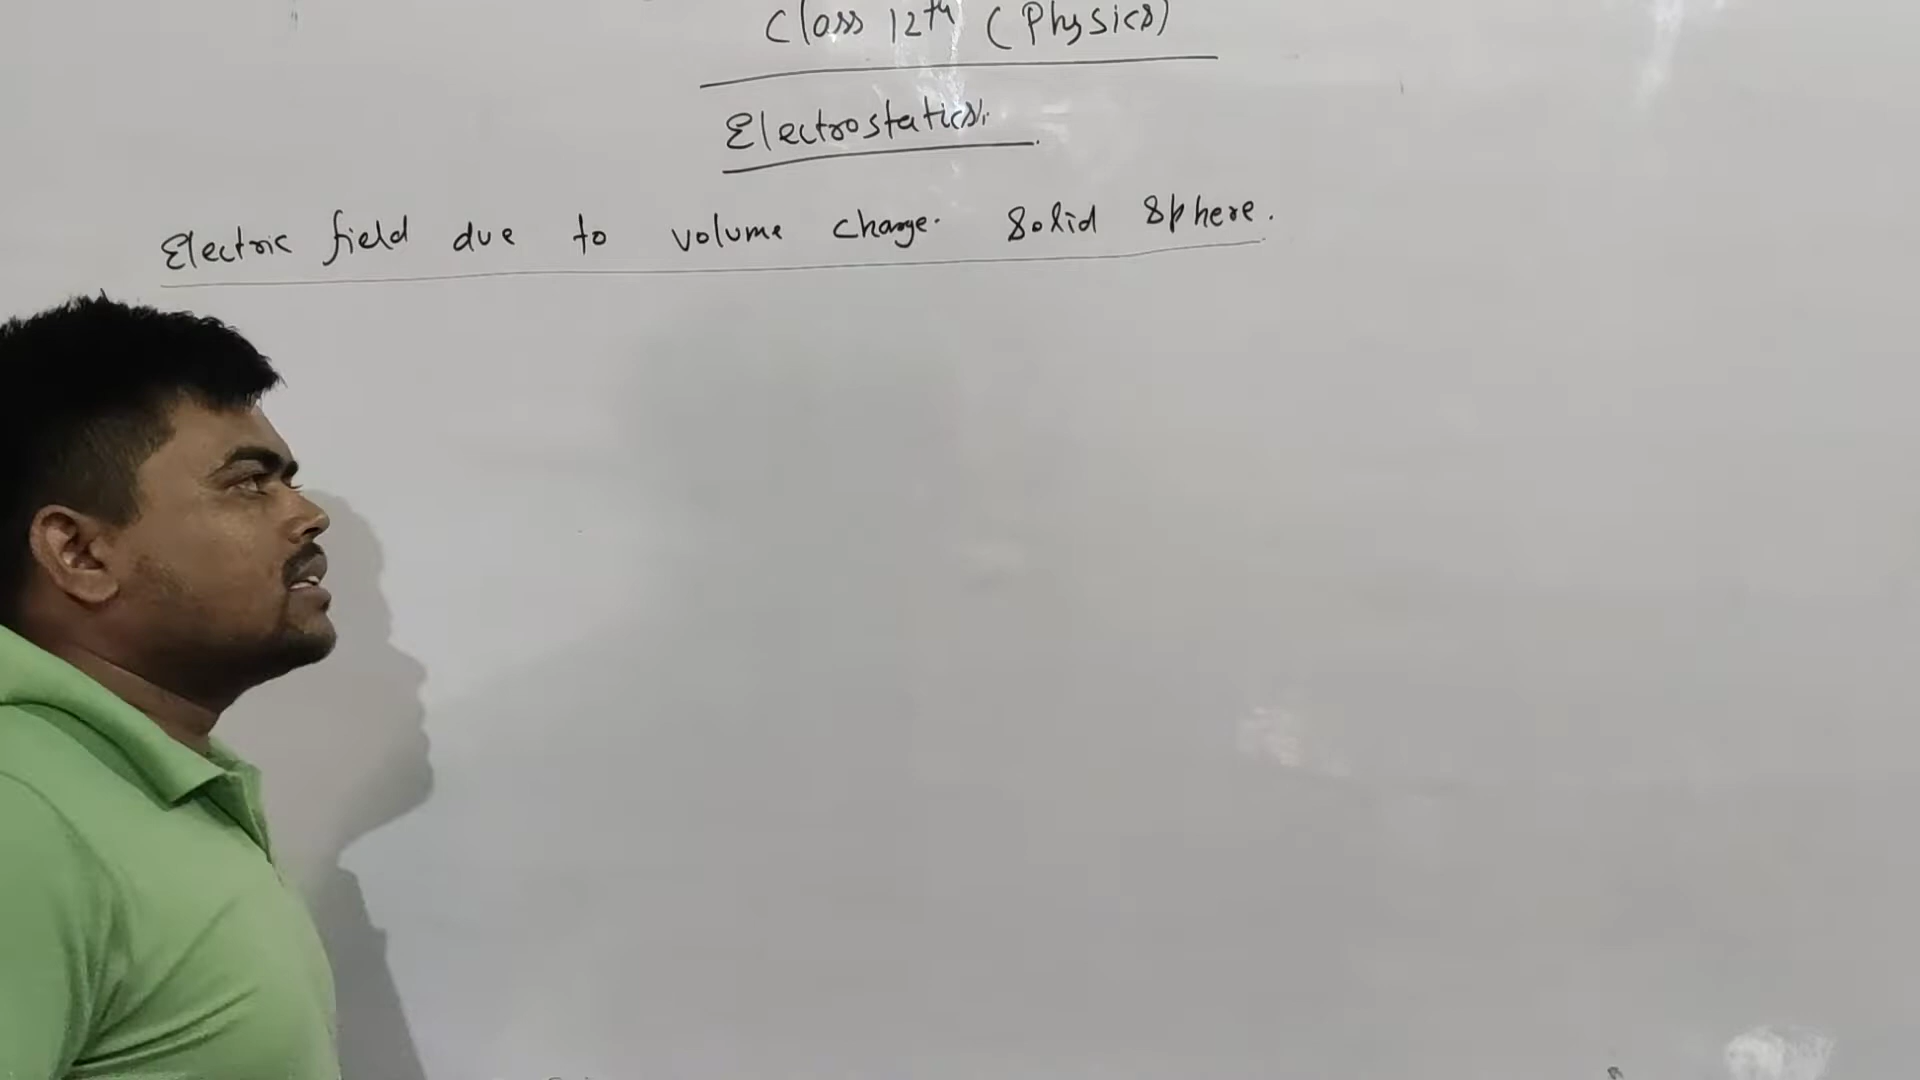 Class 12th (Physics)
Electrostatics.
Electric field due to volume charge. Solid Sphere.